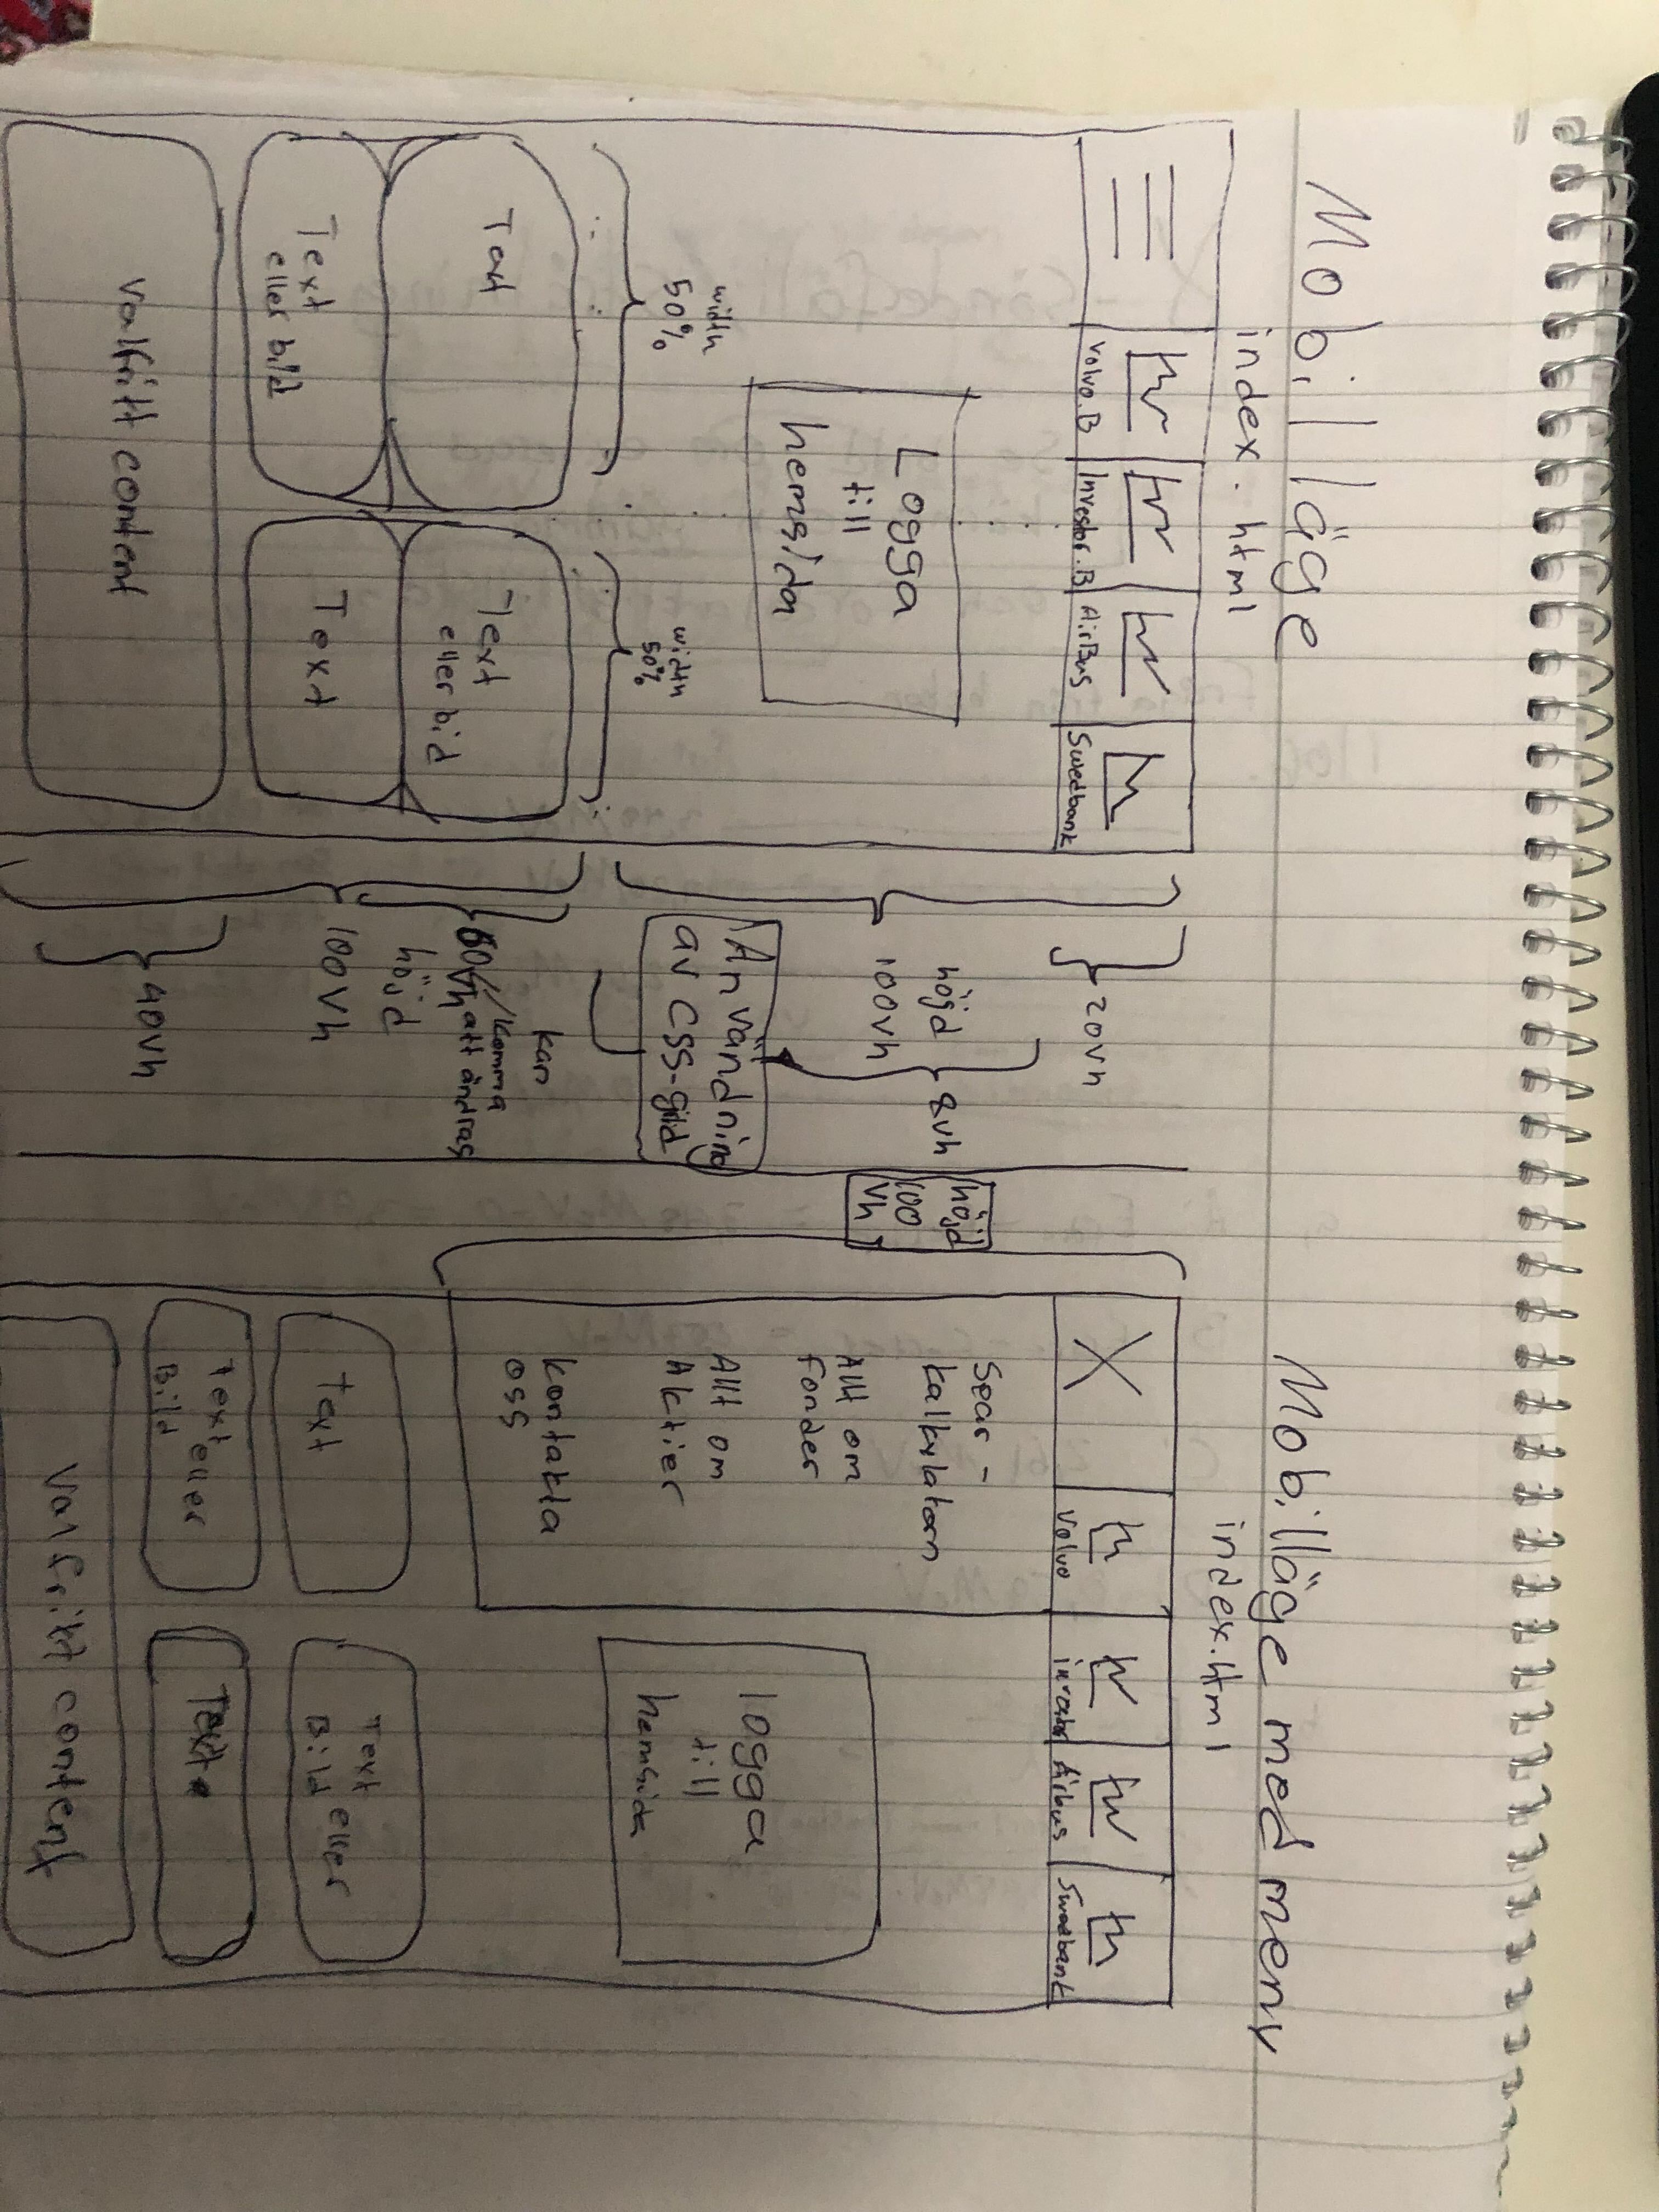 Mobil läge
index.html
Volvo.B
Investor.B
AirBus
Swedbank
Logga
till
hemsida
width
50%
width
50%
Text
Text
eller bild
Text
eller bild
Text
valfritt content
20vh
höjd
100vh
8vh
Användning
av CSS-grid
kan
60vh/komma
att ändras
höjd
100vh
40vh
Mobilläge med meny
index.html
höjd
100
vh
X
Volvo
investor
Airbus
Swedbank
Spar-
kalkylatorn
Allt om
fonder
Allt om
Aktier
kontakta
oss
logga
till
hemsida
Text
Text eller
Bild
Text eller
Bild
Text
Valfritt content